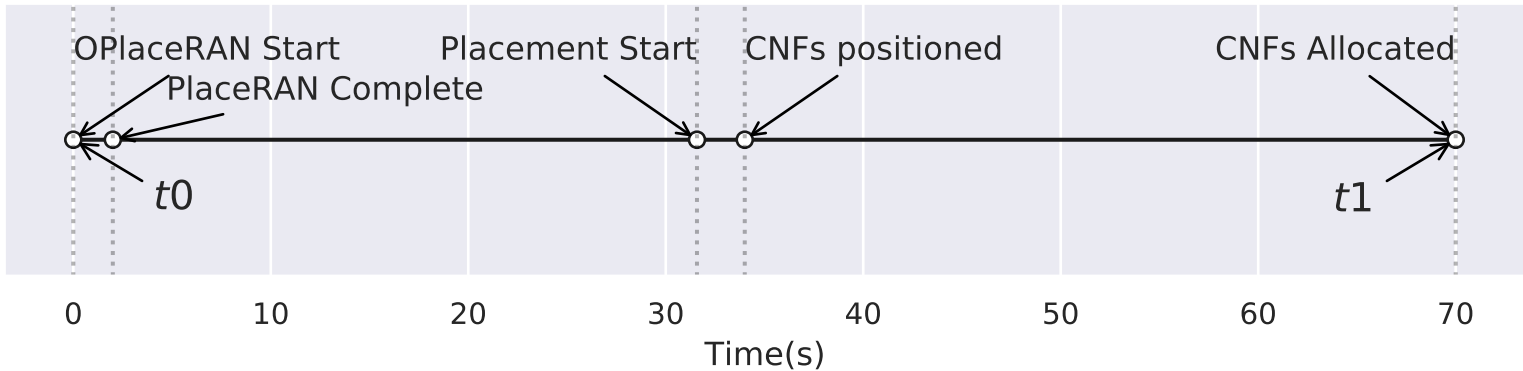 OPlaceRAN Start
Placement Start
CNFs positioned
CNFs Allocated
PlaceRAN Complete
t0
t1
0 10 20 30 40 50 60 70
Time(s)